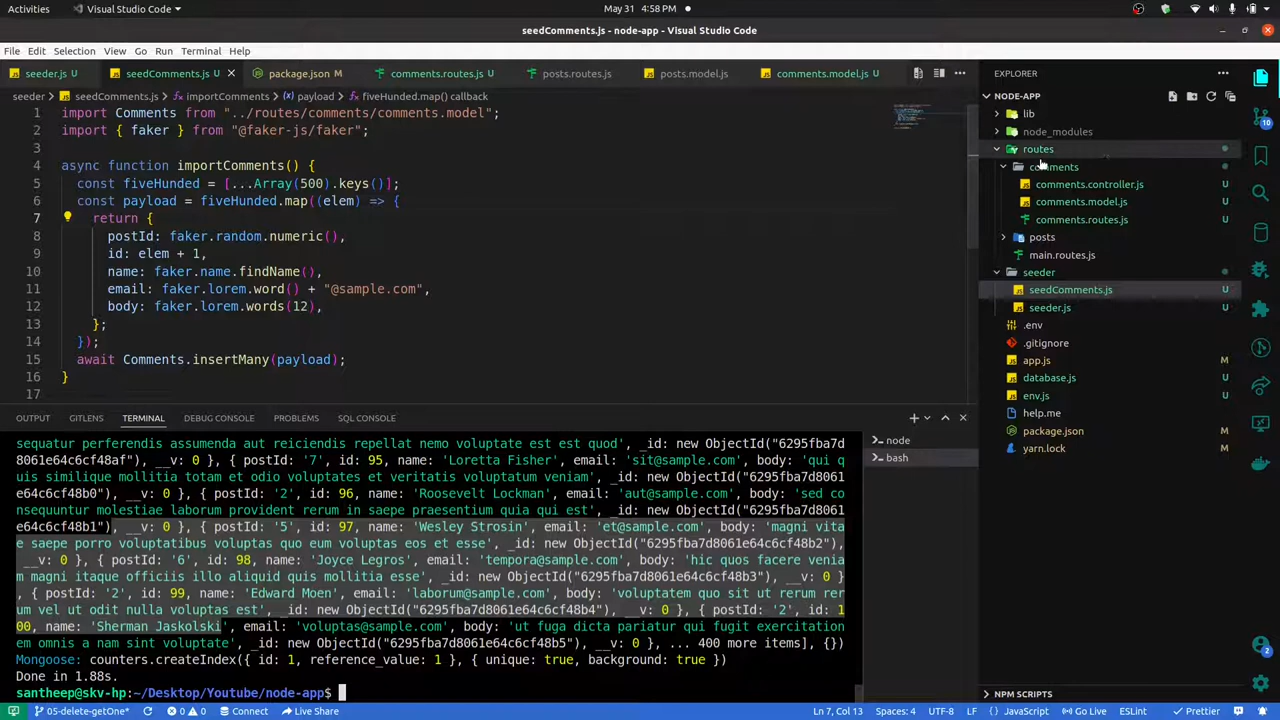 Activities
Visual Studio Code
May 31 4:58 PM
seedComments.js - node-app - Visual Studio Code
File Edit Selection View Go Run Terminal Help
seeder.js U
seedComments.js U
package.json M
comments.routes.js U
posts.routes.js
posts.model.js
comments.model.js U
seeder > seedComments.js > importComments > payload > fiveHunded.map() callback
1 import Comments from "../routes/comments/comments.model";
2 import { faker } from "@faker-js/faker";
3
4 async function importComments() {
5 const fiveHunded = [...Array(500).keys()];
6 const payload = fiveHunded.map((elem) => {
7 return {
8 postId: faker.random.numeric(),
9 id: elem + 1,
10 name: faker.name.findName(),
11 email: faker.lorem.word() + "@sample.com",
12 body: faker.lorem.words(12),
13 };
14 });
15 await Comments.insertMany(payload);
16 }
17
OUTPUT GITLENS TERMINAL DEBUG CONSOLE PROBLEMS SQL CONSOLE
sequatur perferendis assumenda aut reiciendis repellat nemo voluptate est est quod', _id: new ObjectId("6295fba7d
8061e64c6cf48af"), __v: 0 }, { postId: '7', id: 95, name: 'Loretta Fisher', email: 'sit@sample.com', body: 'qui q
uis similique mollitia totam et odio voluptates et veritatis voluptatum veniam', _id: new ObjectId("6295fba7d8061
e64c6cf48b0"), __v: 0 }, { postId: '2', id: 96, name: 'Roosevelt Lockman', email: 'aut@sample.com', body: 'sed co
nsequuntur molestiae laborum provident rerum in saepe praesentium quia qui est', _id: new ObjectId("6295fba7d8061
e64c6cf48b1"), __v: 0 }, { postId: '5', id: 97, name: 'Wesley Strosin', email: 'et@sample.com', body: 'magni vita
e saepe porro voluptatibus voluptas quo eum voluptas eos et esse', _id: new ObjectId("6295fba7d8061e64c6cf48b2"),
__v: 0 }, { postId: '6', id: 98, name: 'Joyce Legros', email: 'tempora@sample.com', body: 'hic quos facere venia
m magni itaque officiis illo aliquid quis mollitia esse', _id: new ObjectId("6295fba7d8061e64c6cf48b3"), __v: 0 }
, { postId: '2', id: 99, name: 'Edward Moen', email: 'laborum@sample.com', body: 'voluptatem quo sit ut rerum rer
um vel ut odit nulla voluptas est', _id: new ObjectId("6295fba7d8061e64c6cf48b4"), __v: 0 }, { postId: '2', id: 1
00, name: 'Sherman Jaskolski', email: 'voluptas@sample.com', body: 'ut fuga dicta pariatur qui fugit exercitation
em omnis a nam sint voluptate', _id: new ObjectId("6295fba7d8061e64c6cf48b5"), __v: 0 }, ... 400 more items], {})
Mongoose: counters.createIndex({ id: 1, reference_value: 1 }, { unique: true, background: true })
Done in 1.88s.
santheep@skv-hp:~/Desktop/Youtube/node-app$
node
bash
EXPLORER
NODE-APP
lib
node_modules
routes
comments
comments.controller.js U
comments.model.js U
comments.routes.js U
posts
main.routes.js
seeder
seedComments.js U
seeder.js U
.env
.gitignore
app.js M
database.js U
env.js U
help.me
package.json M
yarn.lock M
NPM SCRIPTS
10
2
05-delete-getOne* 0 0 Connect Live Share
Ln 7, Col 13 Spaces: 4 UTF-8 LF JavaScript Go Live ESLint Prettier